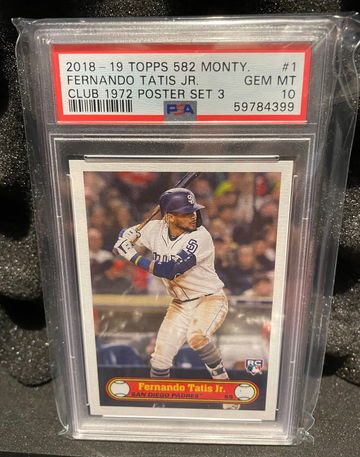 2018-19 TOPPS 582 MONTY. #1
FERNANDO TATIS JR. GEM MT
CLUB 1972 POSTER SET 3 10
PSA 59784399
RC
Fernando Tatis Jr.
SAN DIEGO PADRES SS